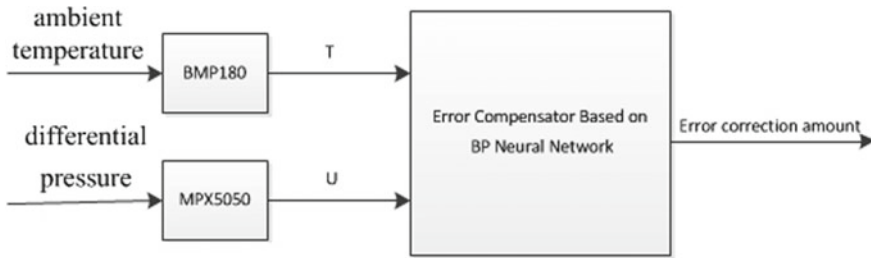 ambient
temperature
BMP180
T
differential
pressure
MPX5050
U
Error Compensator Based on
BP Neural Network
Error correction amount